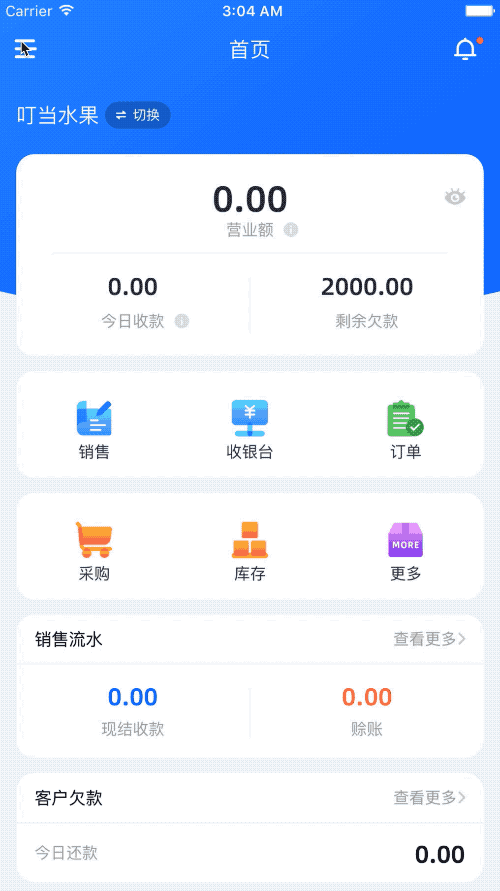 Carrier 3:04 AM
首页
叮当水果 切换
0.00
营业额
0.00 2000.00
今日收款 剩余欠款
销售 收银台 订单
MORE
采购 库存 更多
销售流水 查看更多
0.00 0.00
现结收款 赊账
客户欠款 查看更多
今日还款 0.00